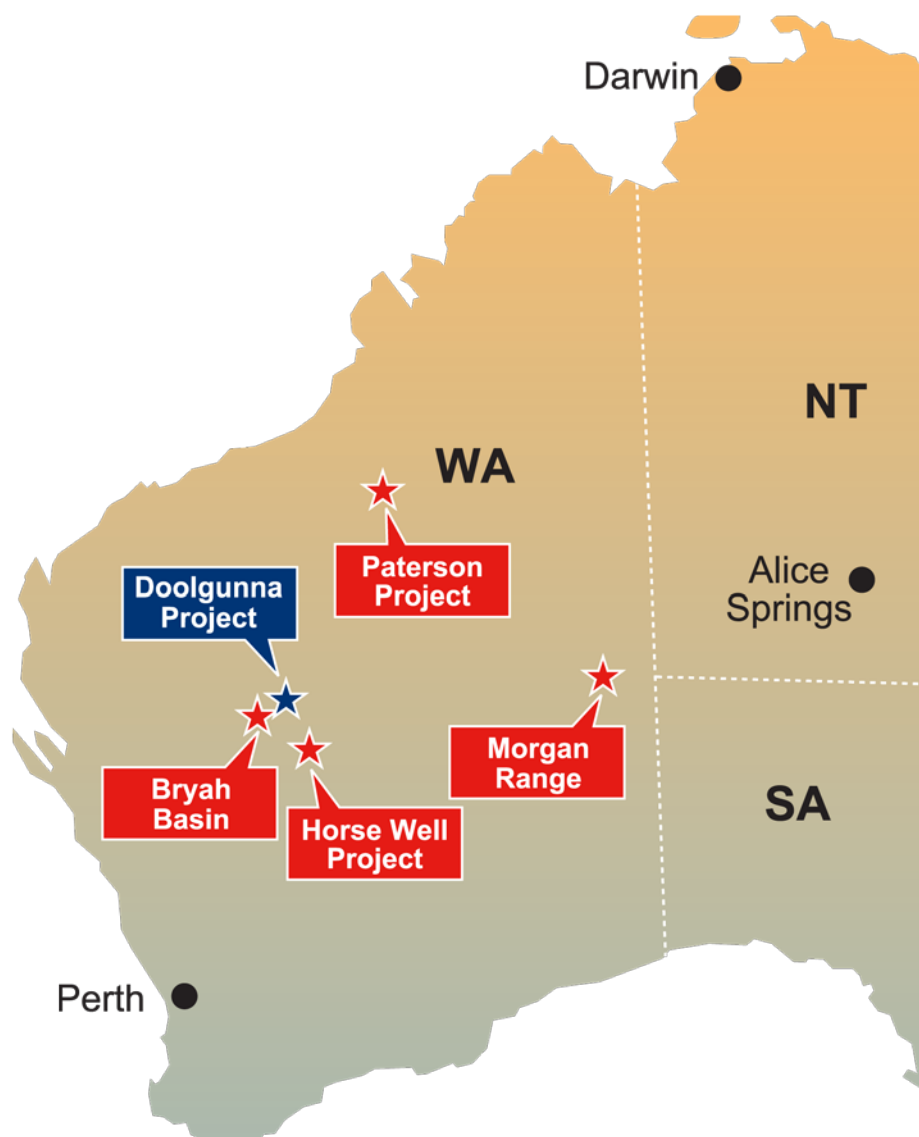 Darwin
NT
WA
Paterson
Project
Alice
Springs
Doolgunna
Project
Morgan
Range
Bryah
Basin
SA
Horse Well
Project
Perth